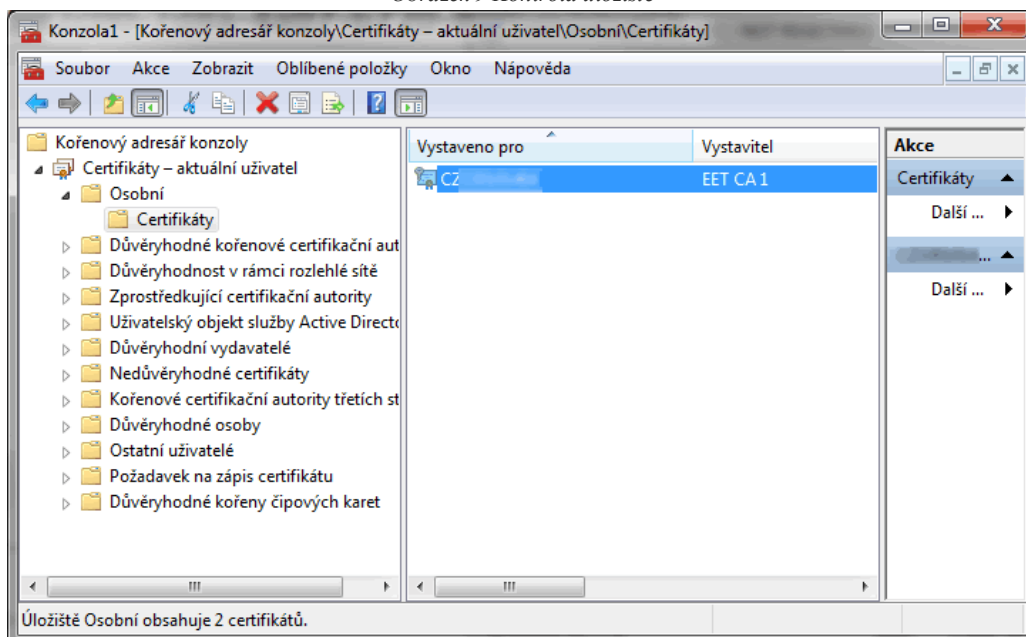 Konzola1 - [Kořenový adresář konzoly\Certifikáty – aktuální uživatel\Osobní\Certifikáty]
Soubor Akce Zobrazit Oblíbené položky Okno Nápověda
Kořenový adresář konzoly
Certifikáty – aktuální uživatel
Osobní
Certifikáty
Důvěryhodné kořenové certifikační aut
Důvěryhodnost v rámci rozlehlé sítě
Zprostředkující certifikační autority
Uživatelský objekt služby Active Directo
Důvěryhodní vydavatelé
Nedůvěryhodné certifikáty
Kořenové certifikační autority třetích st
Důvěryhodné osoby
Ostatní uživatelé
Požadavek na zápis certifikátu
Důvěryhodné kořeny čipových karet
Vystaveno pro Vystavitel
CZ EET CA 1
Akce
Certifikáty
Další ...
...
Další ...
Úložiště Osobní obsahuje 2 certifikátů.